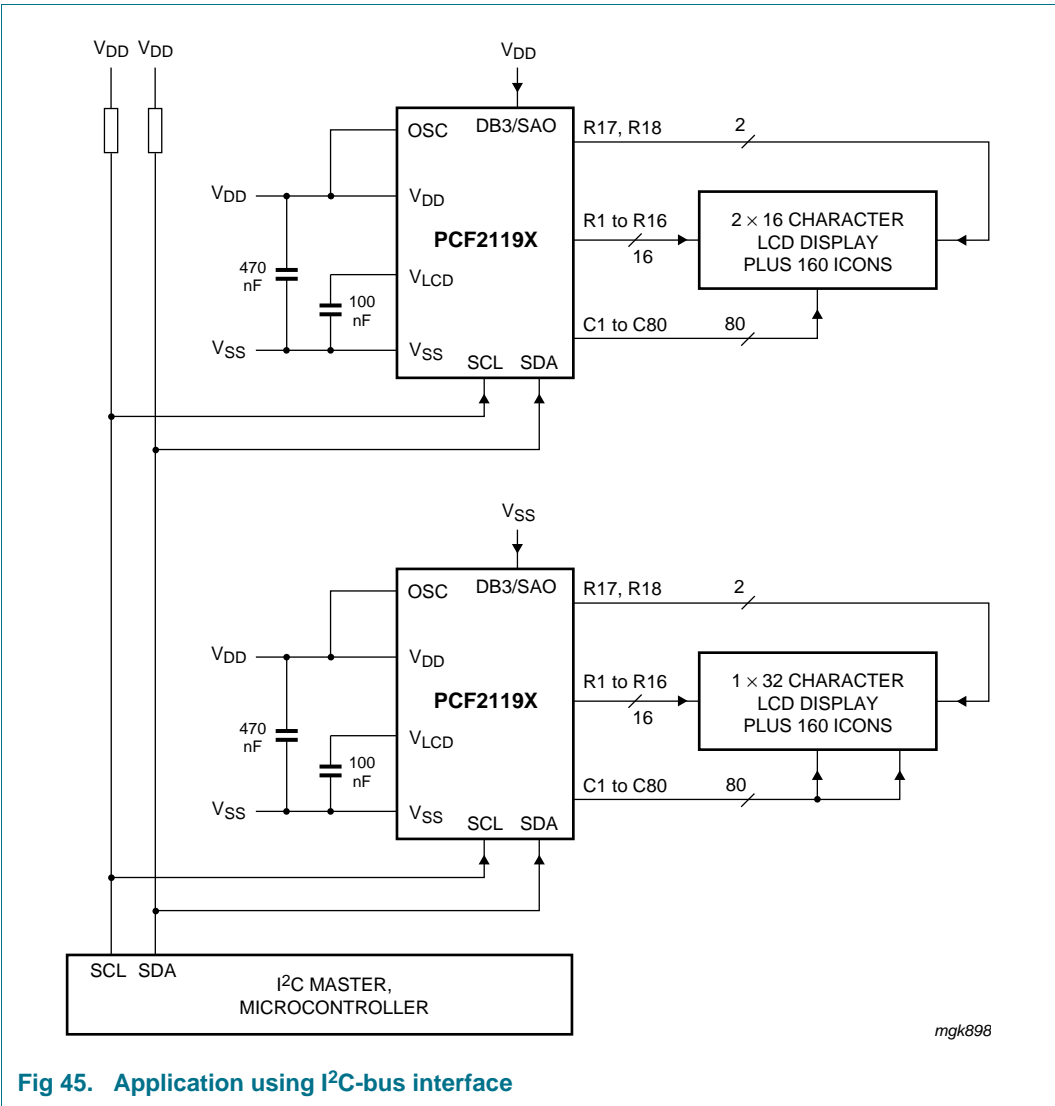 VDD VDD
VDD
OSC
DB3/SAO
R17, R18
2
VDD
VDD
PCF2119X
R1 to R16
16
2 × 16 CHARACTER
LCD DISPLAY
PLUS 160 ICONS
470
nF
VLCD
100
nF
C1 to C80
80
VSS
VSS
SCL SDA
VSS
OSC
DB3/SAO
R17, R18
2
VDD
VDD
PCF2119X
R1 to R16
16
1 × 32 CHARACTER
LCD DISPLAY
PLUS 160 ICONS
470
nF
VLCD
100
nF
C1 to C80
80
VSS
VSS
SCL SDA
SCL SDA
I²C MASTER,
MICROCONTROLLER
mgk898
Fig 45. Application using I²C-bus interface